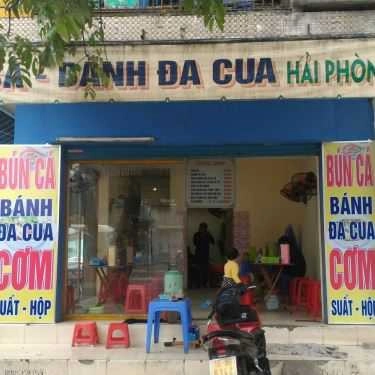 CÁ - BÁNH ĐA CUA HẢI PHÒN
BÚN CÁ
BÁNH
ĐA CUA
CƠM
SUẤT - HỘP
BÚN CÁ
BÁNH
ĐA CUA
CƠM
SUẤT - HỘP